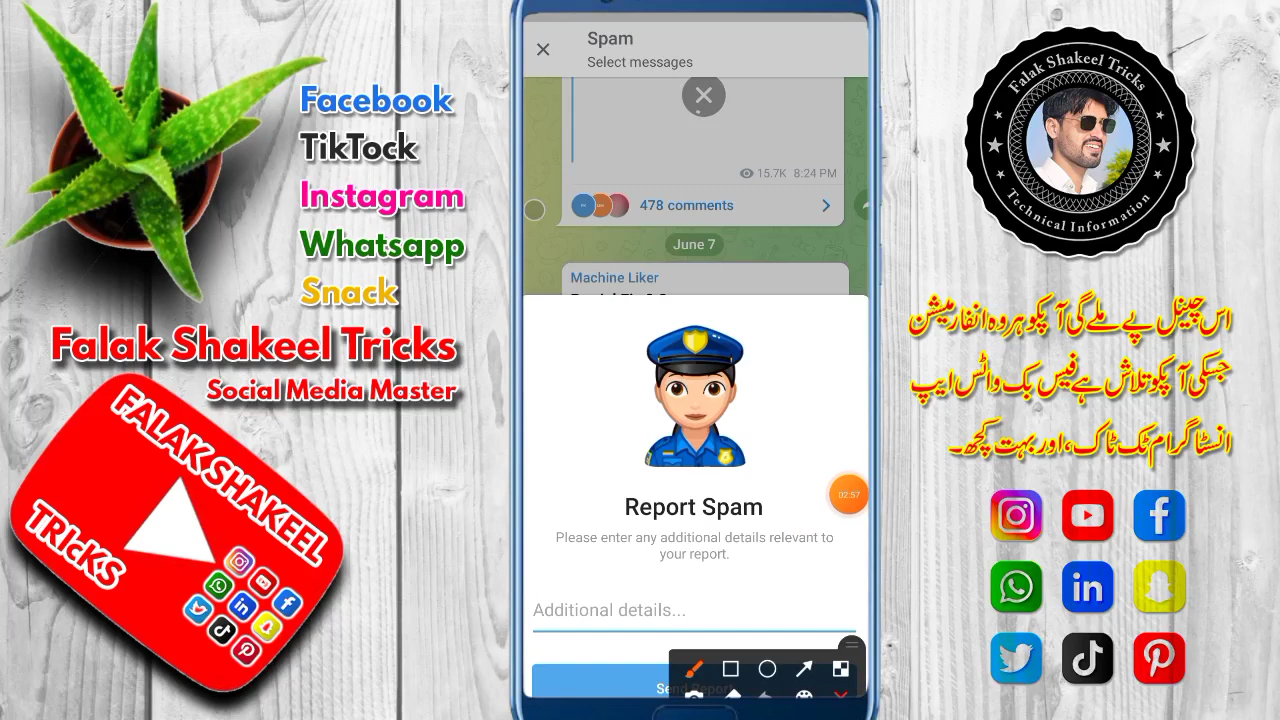 Facebook
TikTock
Instagram
Whatsapp
Snack
Falak Shakeel Tricks
Social Media Master
FALAK SHAKEEL
TRIcKS
Spam
Select messages
15.7K 8:24 PM
478 comments
June 7
Machine Liker
Report Spam
Please enter any additional details relevant to
your report.
02:57
Additional details...
Send Report
Falak Shakeel Tricks
Technical Information
اس چینل پے ملے گی آپکو ہر وہ انفارمیشن
جسکی آپکو تلاش ہے فیس بک واٹس ایپ
انسٹاگرام ٹک ٹاک، اور بہت کچھ۔